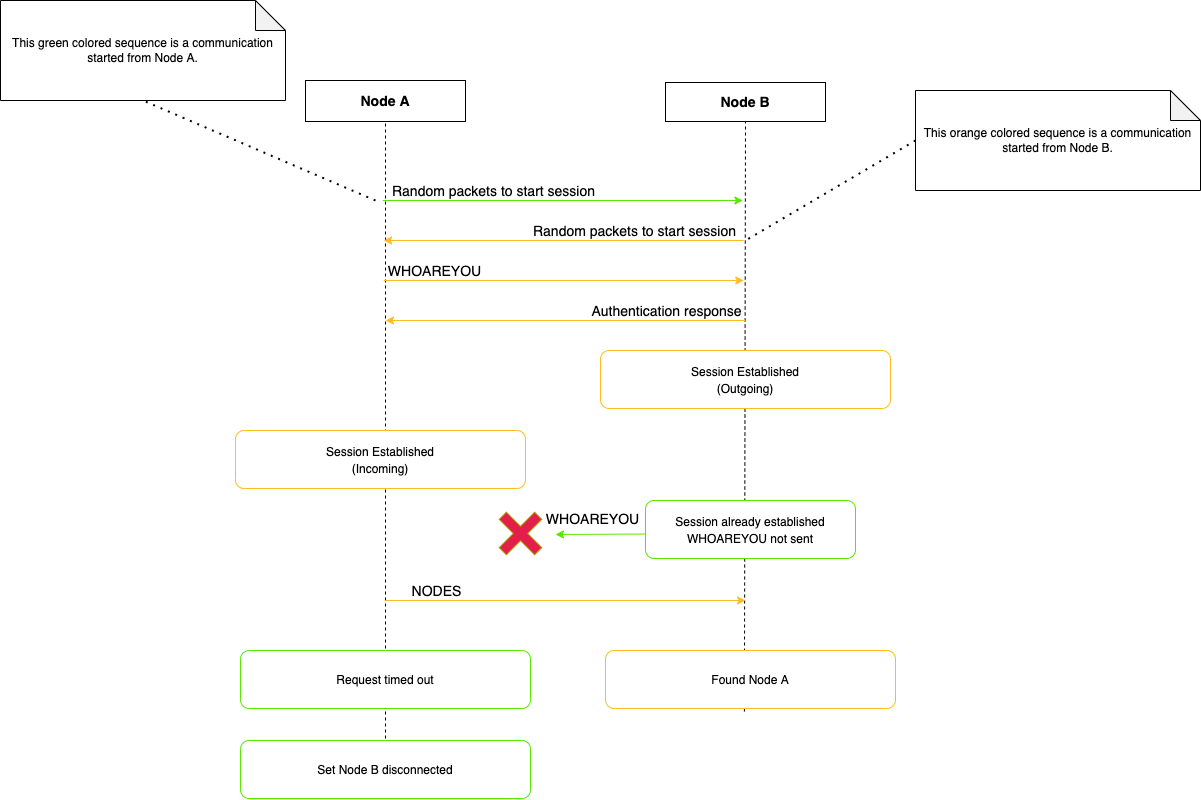 This green colored sequence is a communication
started from Node A.
Node A
Node B
This orange colored sequence is a communication
started from Node B.
Random packets to start session
Random packets to start session
WHOAREYOU
Authentication response
Session Established
(Outgoing)
Session Established
(Incoming)
WHOAREYOU
Session already established
WHOAREYOU not sent
NODES
Request timed out
Found Node A
Set Node B disconnected